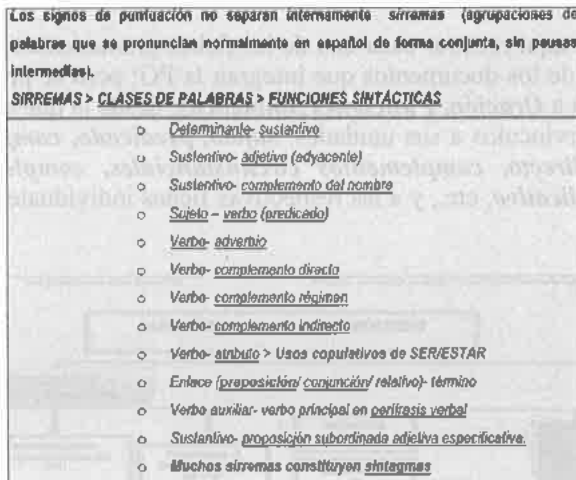 Los signos de puntuación no separan internamente sirremas (agrupaciones de
palabras que se pronuncian normalmente en español de forma conjunta, sin pausas
intermedias).
SIRREMAS > CLASES DE PALABRAS > FUNCIONES SINTÁCTICAS
o Determinante- sustantivo
o Sustantivo- adjetivo (adyacente)
o Sustantivo- complemento del nombre
o Sujeto – verbo (predicado)
o Verbo- adverbio
o Verbo- complemento directo
o Verbo- complemento régimen
o Verbo- complemento indirecto
o Verbo- atributo > Usos copulativos de SER/ESTAR
o Enlace (preposición/ conjunción/ relativo)- término
o Verbo auxiliar- verbo principal en perífrasis verbal
o Sustantivo- proposición subordinada adjetiva especificativa.
o Muchos sirremas constituyen sintagmas